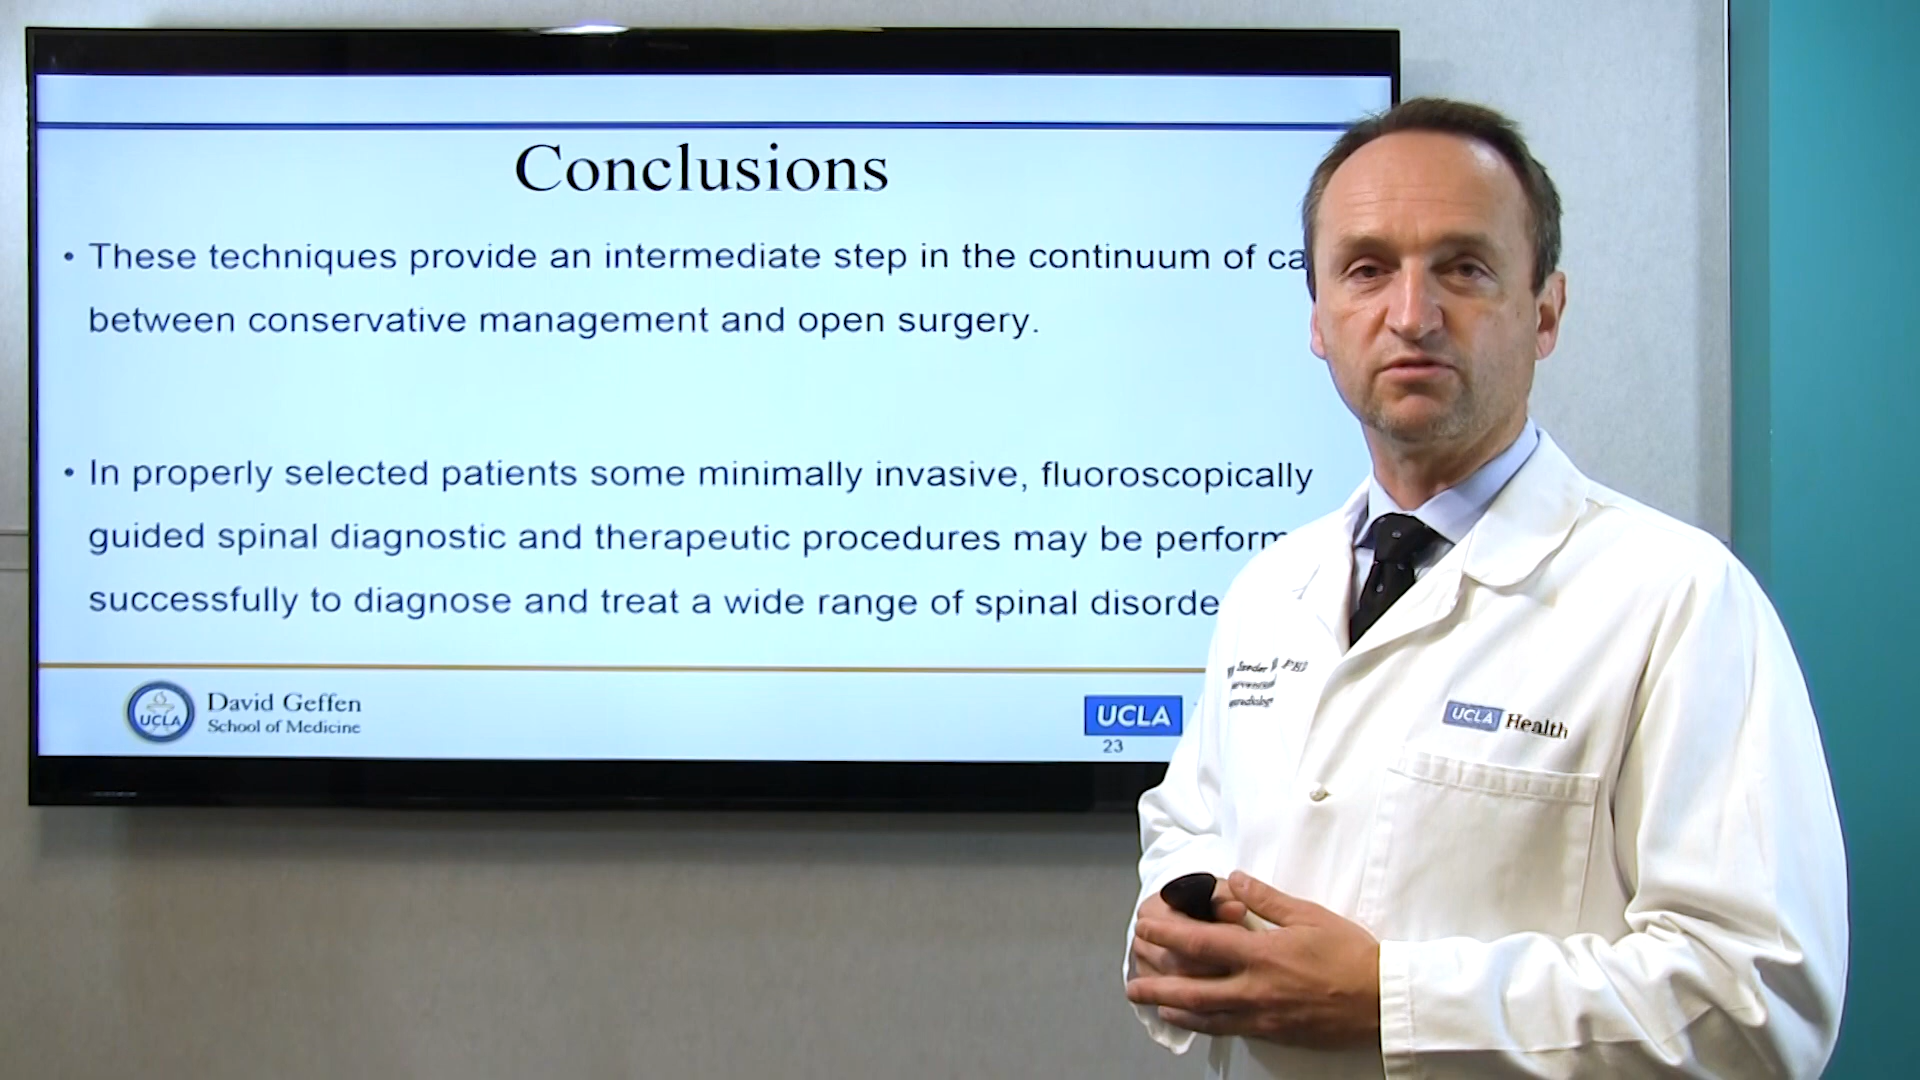 Conclusions
• These techniques provide an intermediate step in the continuum of ca
between conservative management and open surgery.
• In properly selected patients some minimally invasive, fluoroscopically
guided spinal diagnostic and therapeutic procedures may be perform
successfully to diagnose and treat a wide range of spinal disorde
UCLA
David Geffen
School of Medicine
UCLA
23
UCLA Health